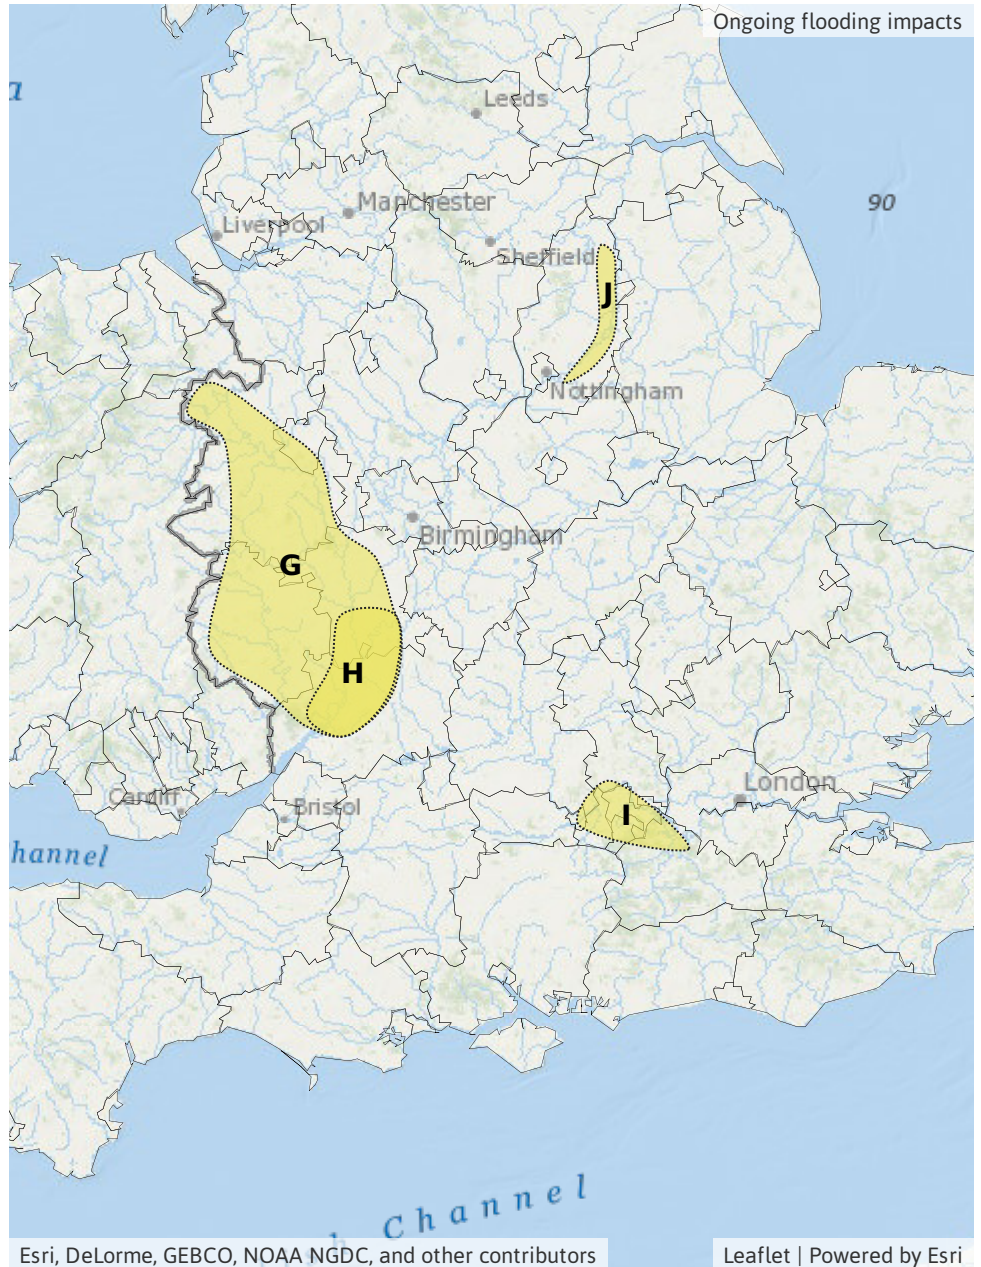 Ongoing flooding impacts
a
Leeds
90
Manchester
Liverpool
Sheffield
J
Nottingham
Birmingham
G
H
London
Cardiff
Bristol
I
hannel
Channel
Esri, DeLorme, GEBCO, NOAA NGDC, and other contributors
Leaflet | Powered by Esri